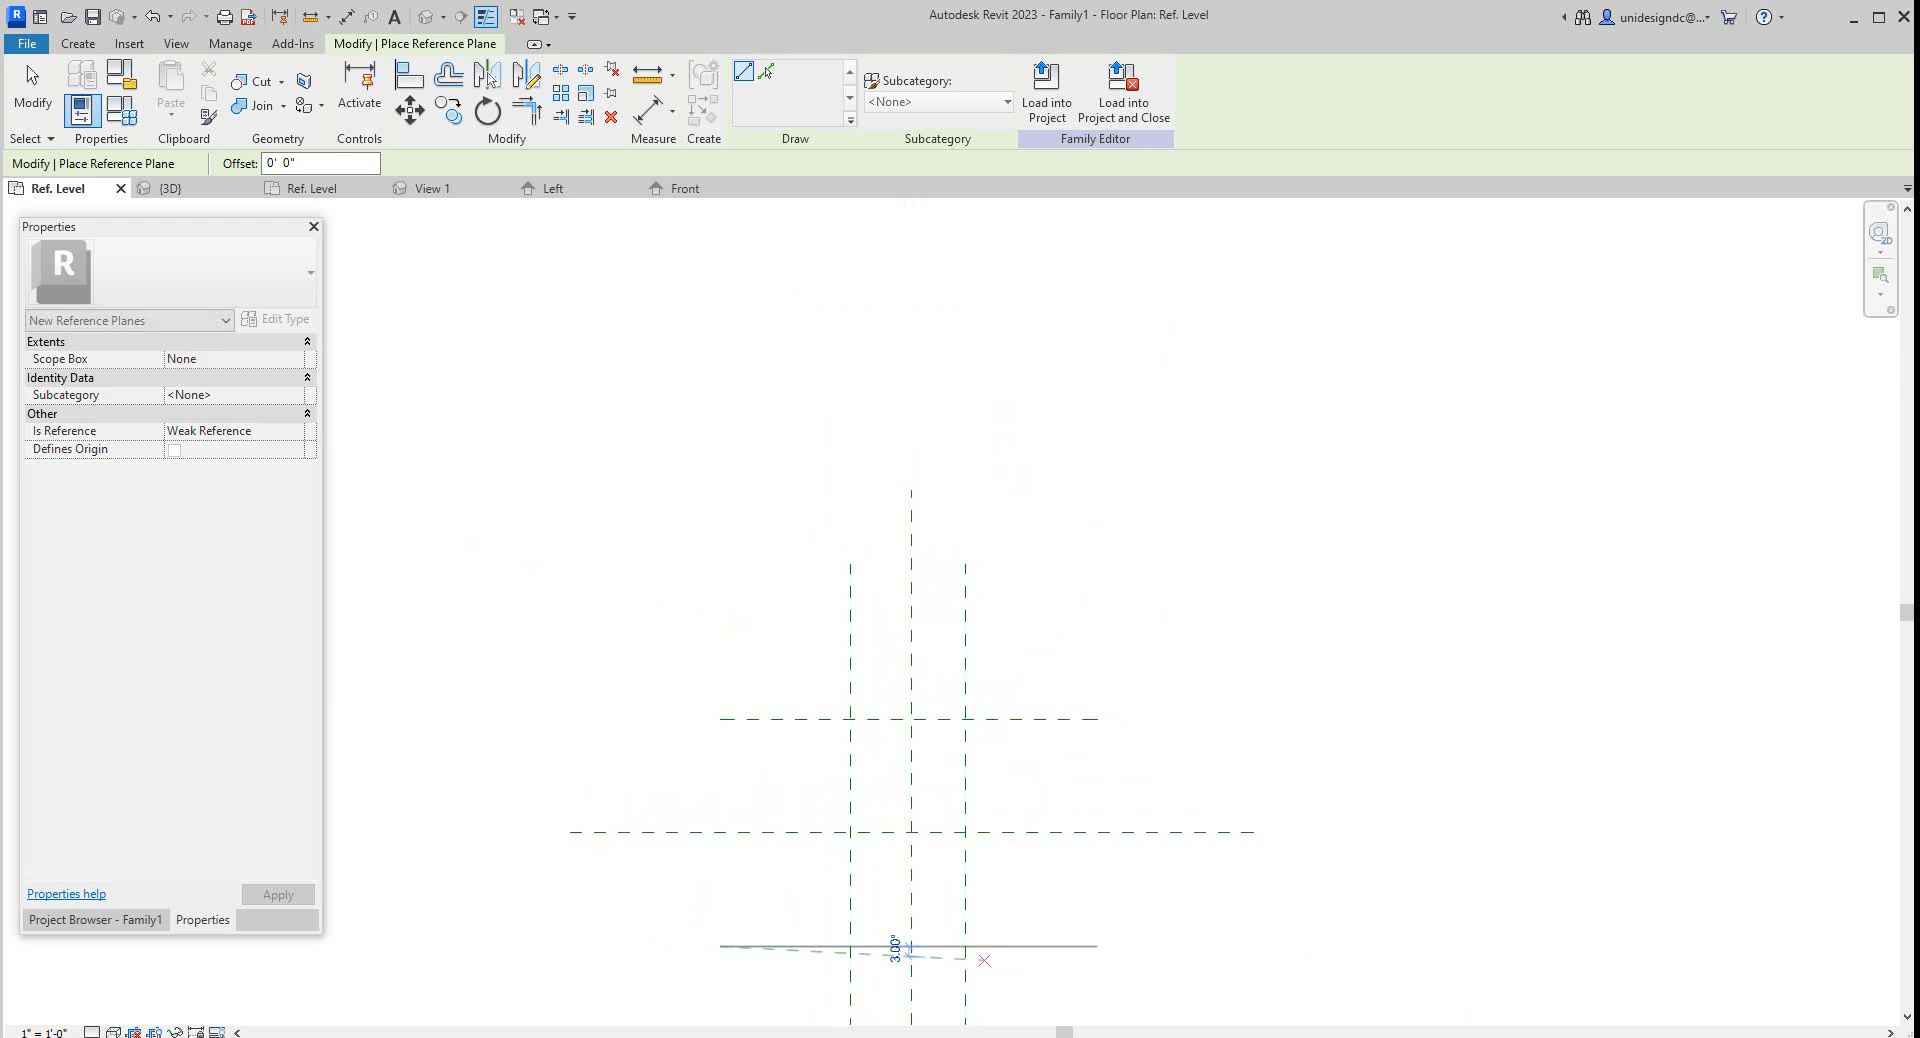 Autodesk Revit 2023 - Family1 - Floor Plan: Ref. Level
unidesigndc@...
File Create Insert View Manage Add-Ins Modify | Place Reference Plane
Modify
Paste
Cut
Join
Activate
Subcategory:
<None>
Load into
Project
Load into
Project and Close
Select Properties Clipboard Geometry Controls Modify Measure Create Draw Subcategory Family Editor
Modify | Place Reference Plane Offset: 0' 0"
Ref. Level {3D} Ref. Level View 1 Left Front
Properties
R
New Reference Planes Edit Type
Extents
Scope Box None
Identity Data
Subcategory <None>
Other
Is Reference Weak Reference
Defines Origin
Properties help Apply
Project Browser - Family1 Properties
3.00°
1" = 1'-0"